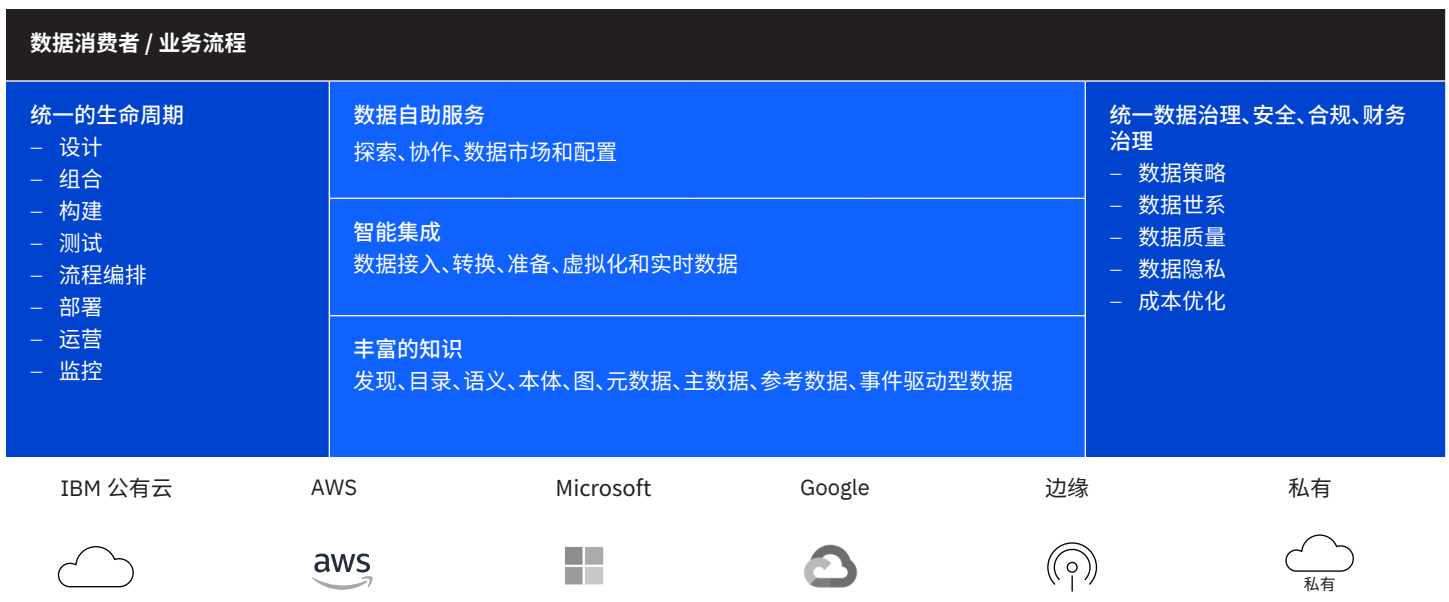 数据消费者 / 业务流程
统一的生命周期
– 设计
– 组合
– 构建
– 测试
– 流程编排
– 部署
– 运营
– 监控
数据自助服务
探索、协作、数据市场和配置
智能集成
数据接入、转换、准备、虚拟化和实时数据
丰富的知识
发现、目录、语义、本体、图、元数据、主数据、参考数据、事件驱动型数据
统一数据治理、安全、合规、财务
治理
– 数据策略
– 数据世系
– 数据质量
– 数据隐私
– 成本优化
IBM 公有云
AWS
Microsoft
Google
边缘
私有
aws
私有